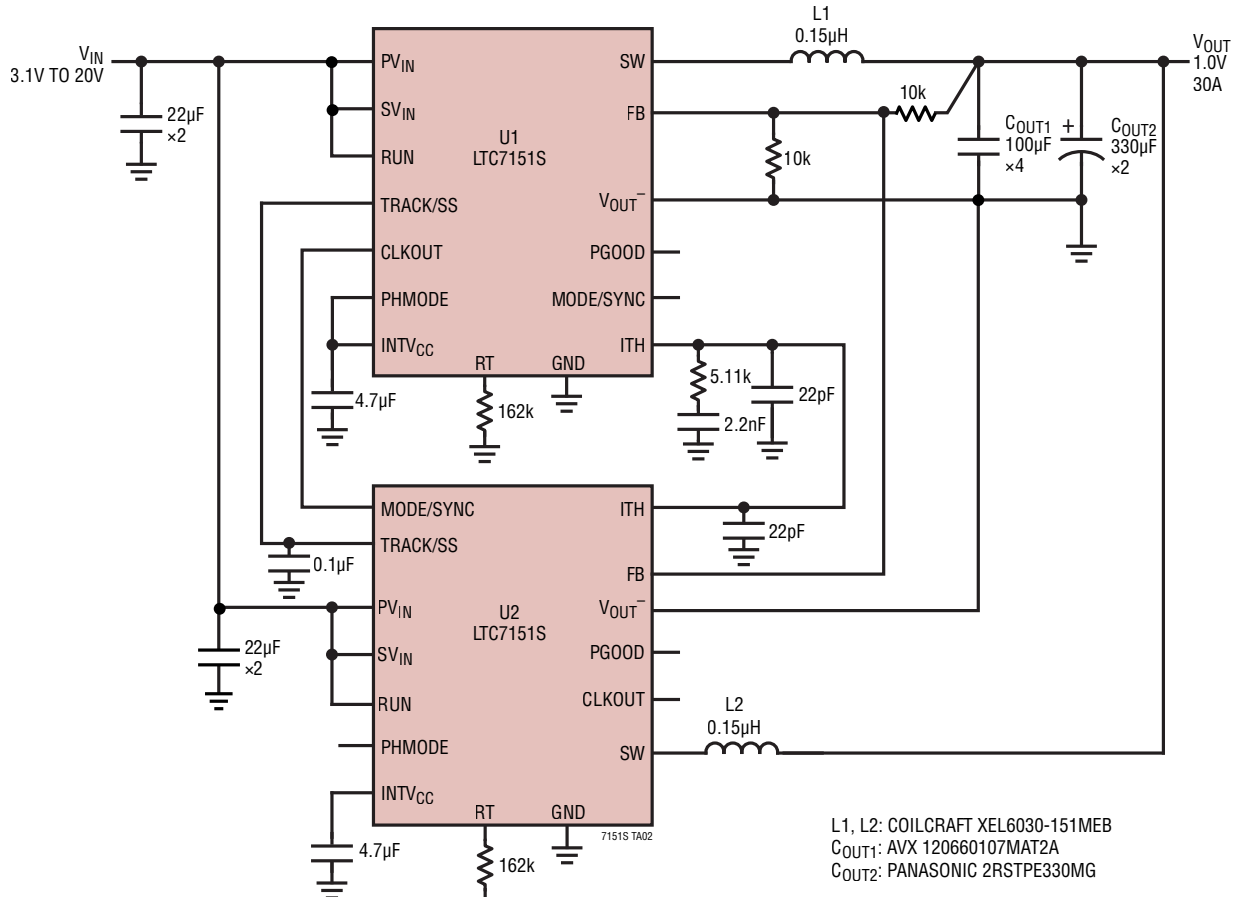 L1
0.15µH
VIN
3.1V TO 20V
VOUT
1.0V
30A
22µF
×2
PVIN
SVIN
RUN
TRACK/SS
CLKOUT
PHMODE
INTVCC
U1
LTC7151S
RT
GND
SW
FB
VOUT–
PGOOD
MODE/SYNC
ITH
10k
10k
COUT1
100µF
×4
+
COUT2
330µF
×2
4.7µF
162k
5.11k
2.2nF
22pF
MODE/SYNC
TRACK/SS
PVIN
SVIN
RUN
PHMODE
INTVCC
U2
LTC7151S
RT
GND
ITH
FB
VOUT–
PGOOD
CLKOUT
SW
0.1µF
22pF
22µF
×2
L2
0.15µH
4.7µF
162k
7151S TA02
L1, L2: COILCRAFT XEL6030-151MEB
COUT1: AVX 120660107MAT2A
COUT2: PANASONIC 2RSTPE330MG